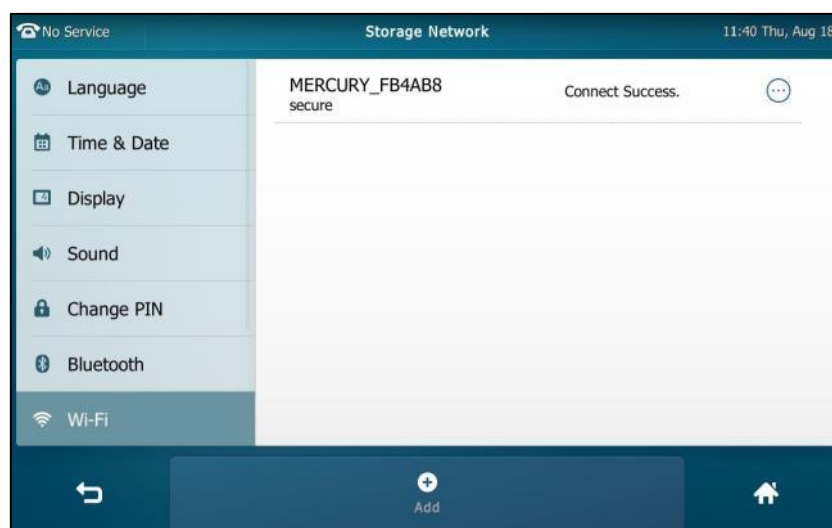 No Service
Storage Network
11:40 Thu, Aug 18
Language
Time & Date
Display
Sound
Change PIN
Bluetooth
Wi-Fi
MERCURY_FB4AB8
secure
Connect Success.
Add